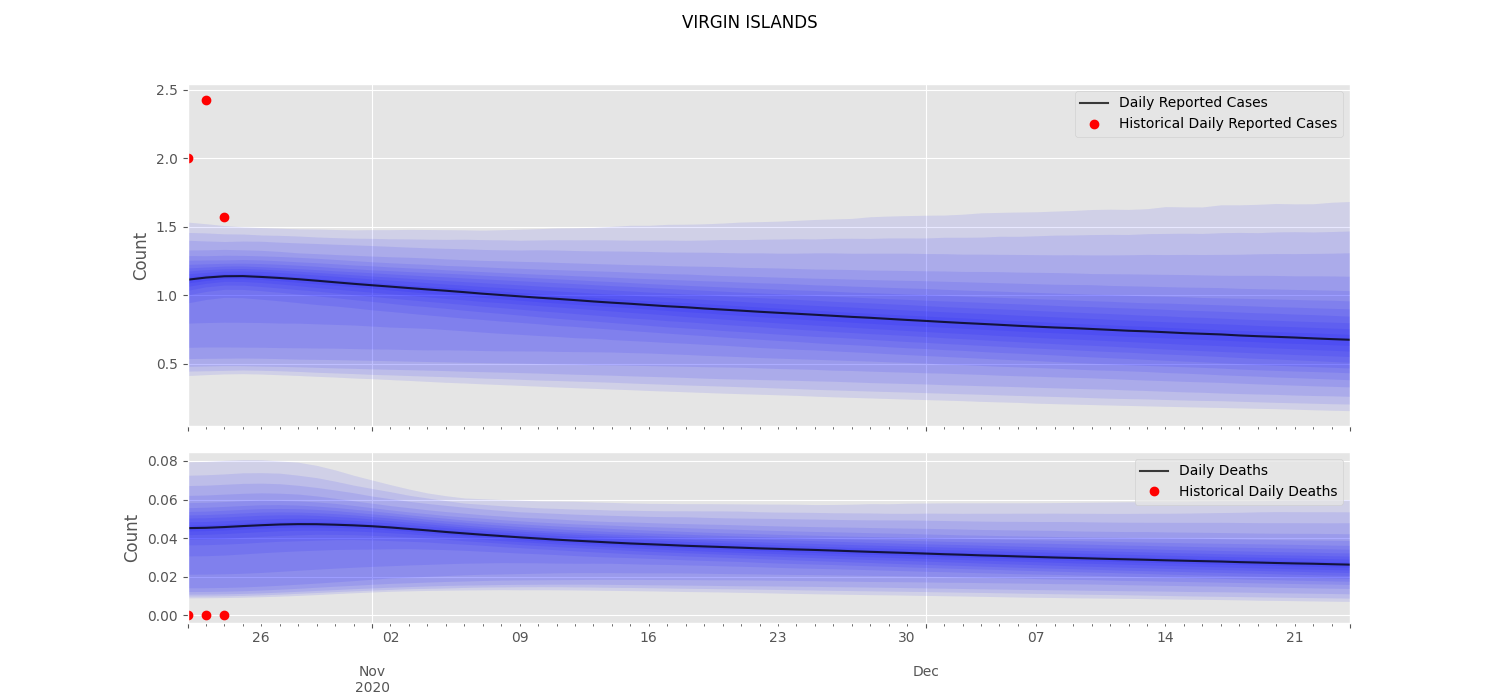 VIRGIN ISLANDS
2.5
2.0
1.5
1.0
0.5
Count
Daily Reported Cases
Historical Daily Reported Cases
0.08
0.06
0.04
0.02
0.00
Count
Daily Deaths
Historical Daily Deaths
26 02 09 16 23 30 07 14 21
Nov Dec
2020